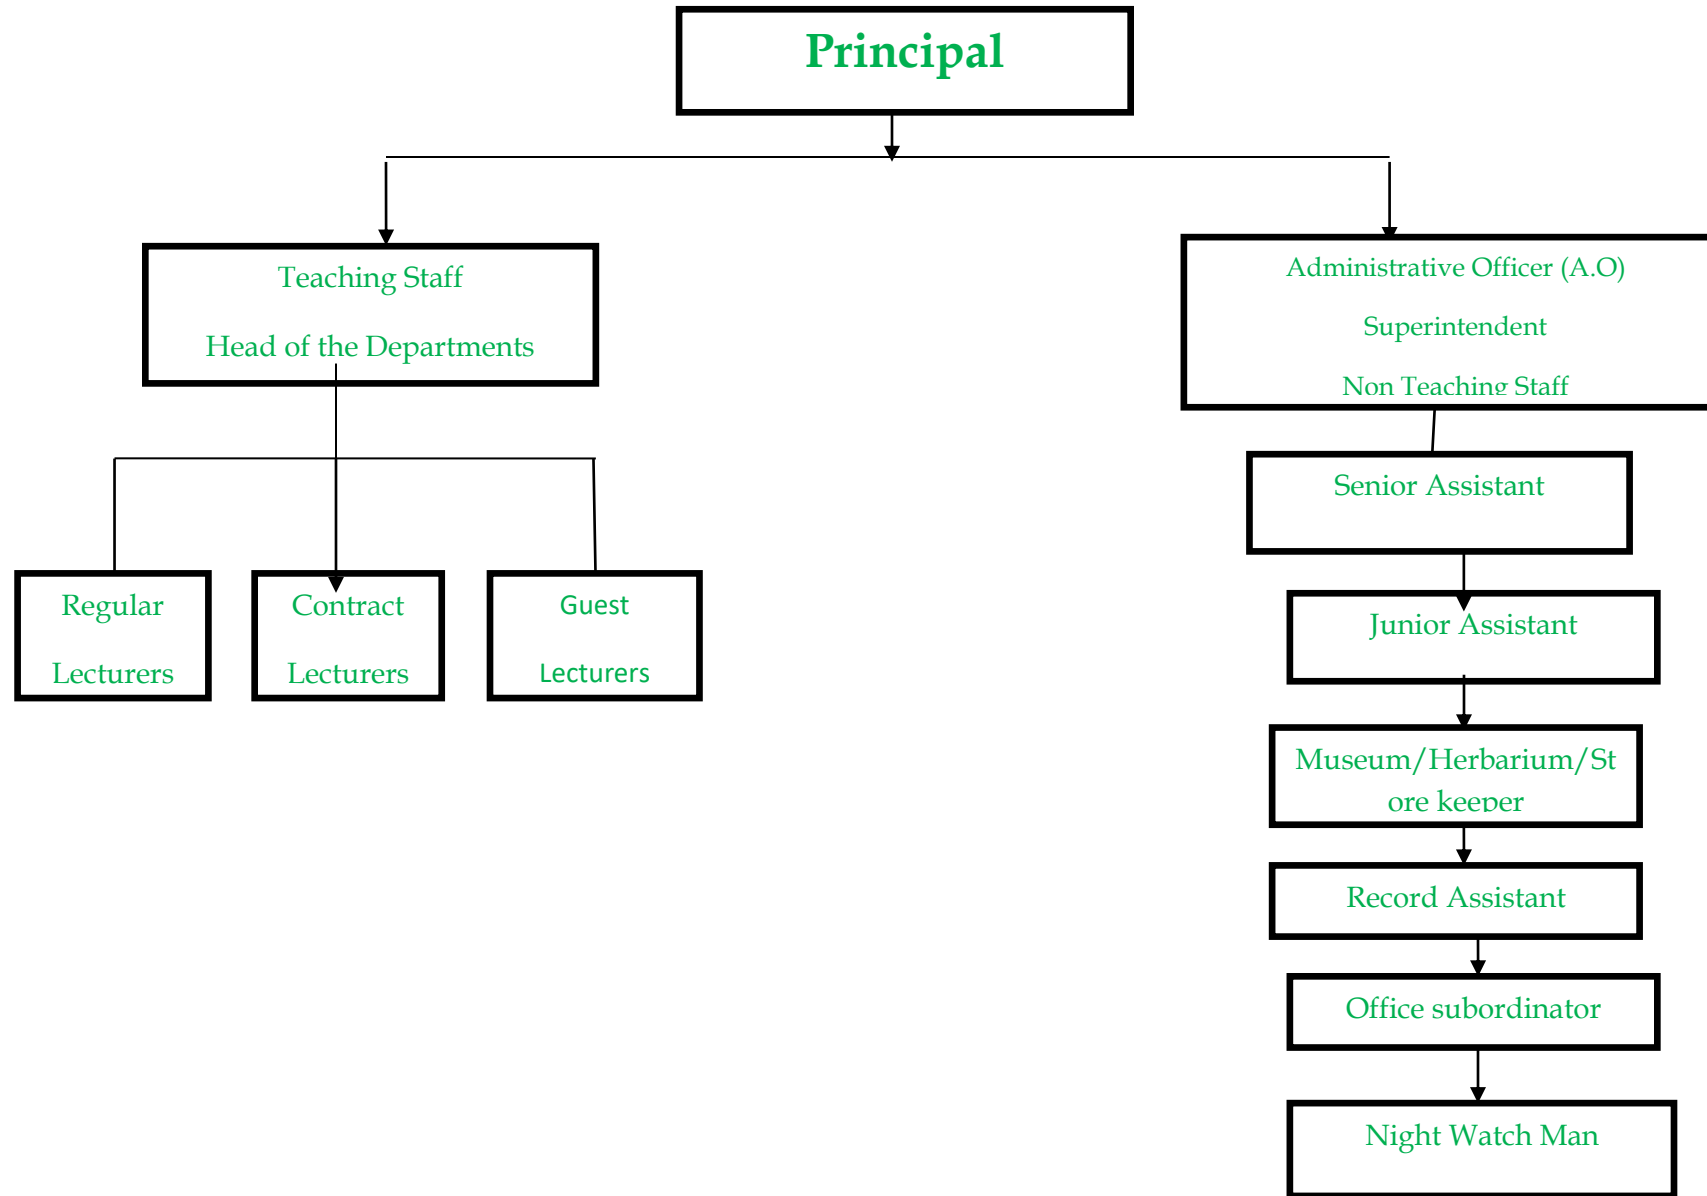 Principal
Teaching Staff
Head of the Departments
Administrative Officer (A.O)
Superintendent
Non Teaching Staff
Regular
Lecturers
Contract
Lecturers
Guest
Lecturers
Senior Assistant
Junior Assistant
Museum/Herbarium/St
ore keeper
Record Assistant
Office subordinator
Night Watch Man